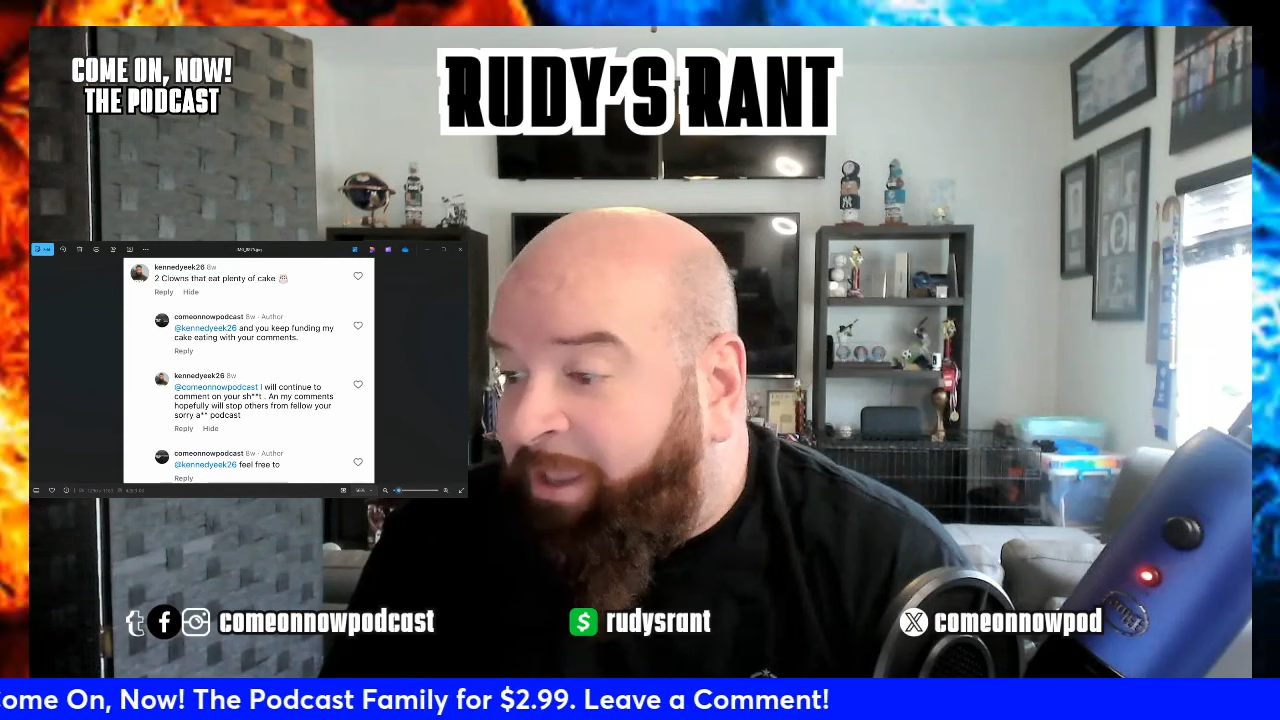 COME ON, NOW!
THE PODCAST
RUDY'S RANT
kennedyeek26 8w
2 Clowns that eat plenty of cake
Reply Hide
comeonnowpodcast 8w · Author
@kennedyeek26 and you keep funding my
cake eating with your comments.
Reply
kennedyeek26 8w
@comeonnowpodcast I will continue to
comment on your sh**t . An my comments
hopefully will stop others from fellow your
sorry a** podcast
Reply Hide
comeonnowpodcast 8w · Author
@kennedyeek26 feel free to
Reply
comeonnowpodcast
rudysrant
comeonnowpod
ome On, Now! The Podcast Family for $2.99. Leave a Comment!